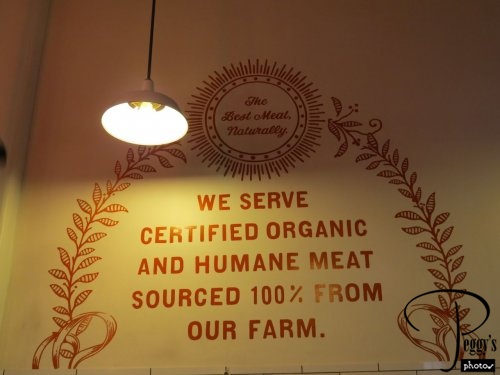 The
Best Meat,
Naturally.
WE SERVE
CERTIFIED ORGANIC
AND HUMANE MEAT
SOURCED 100% FROM
OUR FARM.
Peggy's
photos